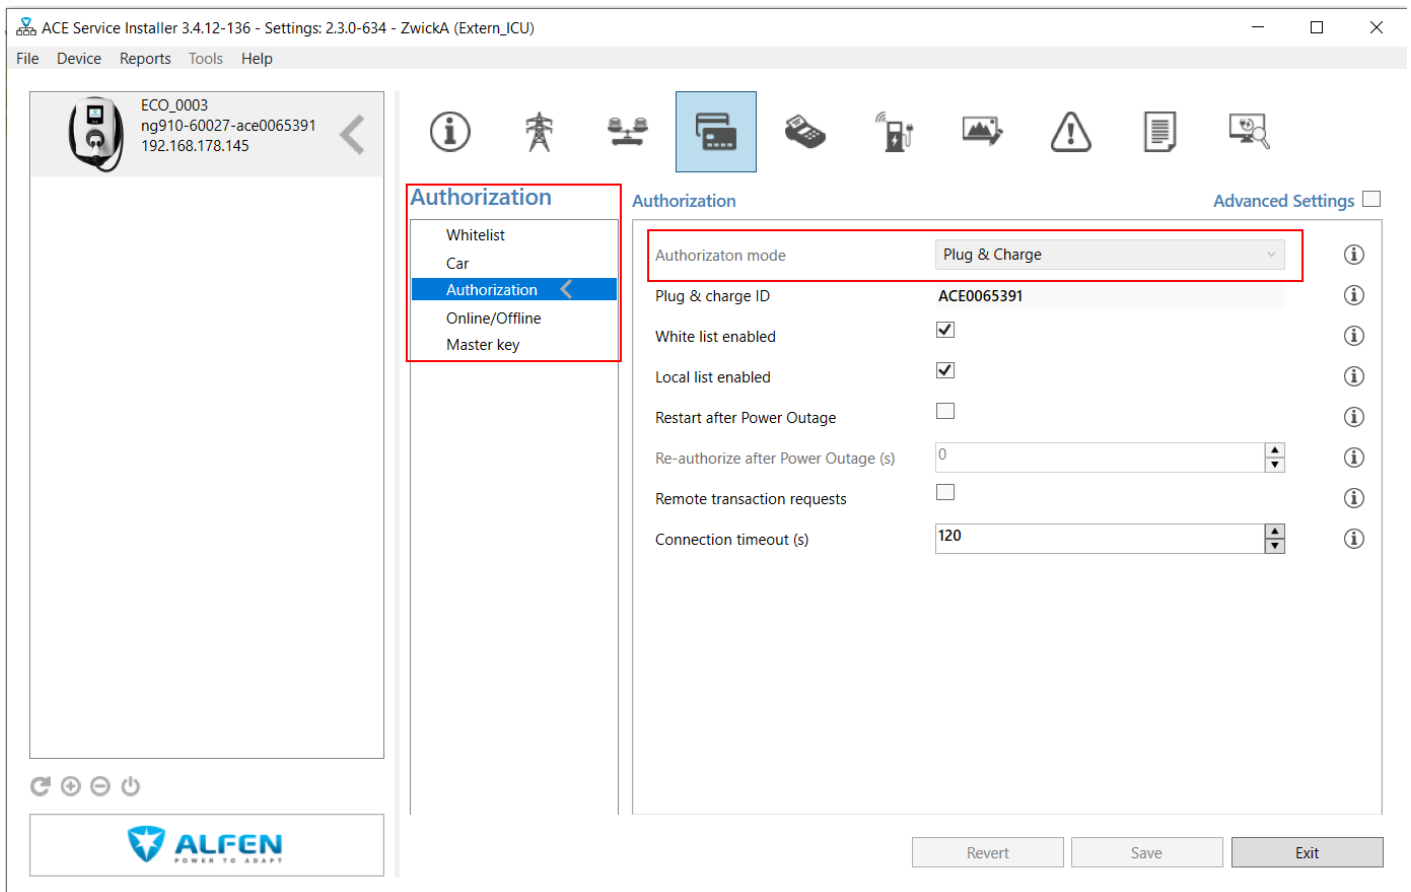 ACE Service Installer 3.4.12-136 - Settings: 2.3.0-634 - ZwickA (Extern_ICU)
File Device Reports Tools Help
ECO_0003
ng910-60027-ace0065391
192.168.178.145
Authorization
Whitelist
Car
Authorization
Online/Offline
Master key
Authorization
Advanced Settings
Authorizaton mode
Plug & Charge
Plug & charge ID
ACE0065391
White list enabled
Local list enabled
Restart after Power Outage
Re-authorize after Power Outage (s)
0
Remote transaction requests
Connection timeout (s)
120
ALFEN
POWER TO ADAPT
Revert
Save
Exit